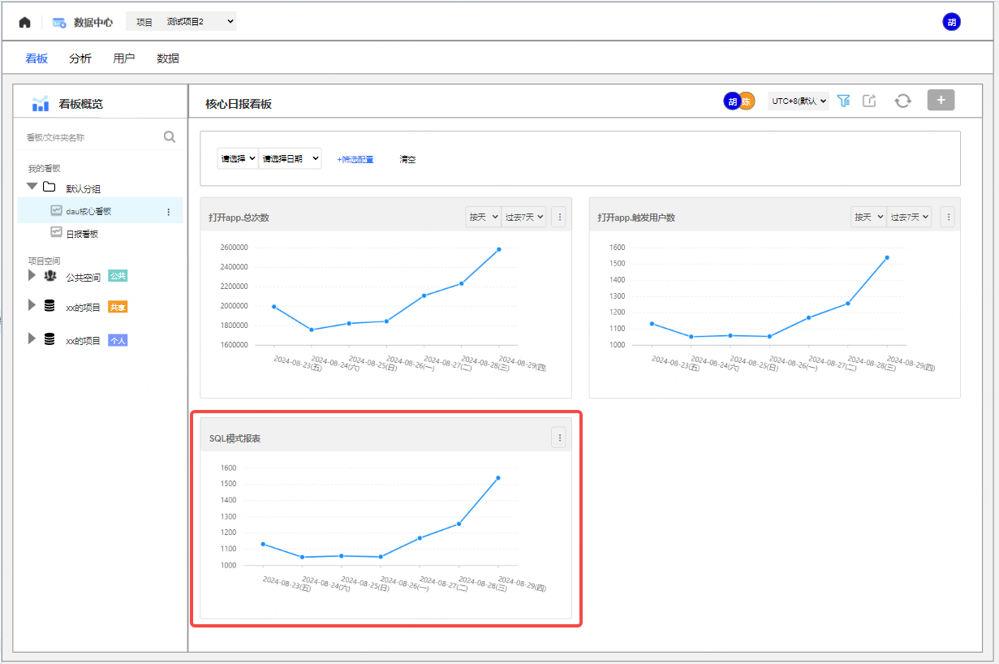 数据中心 项目 测试项目2 胡
看板 分析 用户 数据
看板概览
看板/文件夹名称
我的看板
默认分组
dau核心看板
日报看板
项目空间
公共空间 公共
xx的项目 共享
xx的项目 个人
核心日报看板 胡 陈 UTC+8(默认 +
请选择 请选择日期 +筛选配置 清空
打开app.总次数 按天 过去7天
2600000
2400000
2200000
2000000
1800000
1600000
2024-08-23(五) 2024-08-24(六) 2024-08-25(日) 2024-08-26(一) 2024-08-27(二) 2024-08-28(三) 2024-08-29(四)
打开app.触发用户数 按天 过去7天
1600
1500
1400
1300
1200
1100
1000
2024-08-23(五) 2024-08-24(六) 2024-08-25(日) 2024-08-26(一) 2024-08-27(二) 2024-08-28(三) 2024-08-29(四)
SQL模式报表
1600
1500
1400
1300
1200
1100
1000
2024-08-23(五) 2024-08-24(六) 2024-08-25(日) 2024-08-26(一) 2024-08-27(二) 2024-08-28(三) 2024-08-29(四)